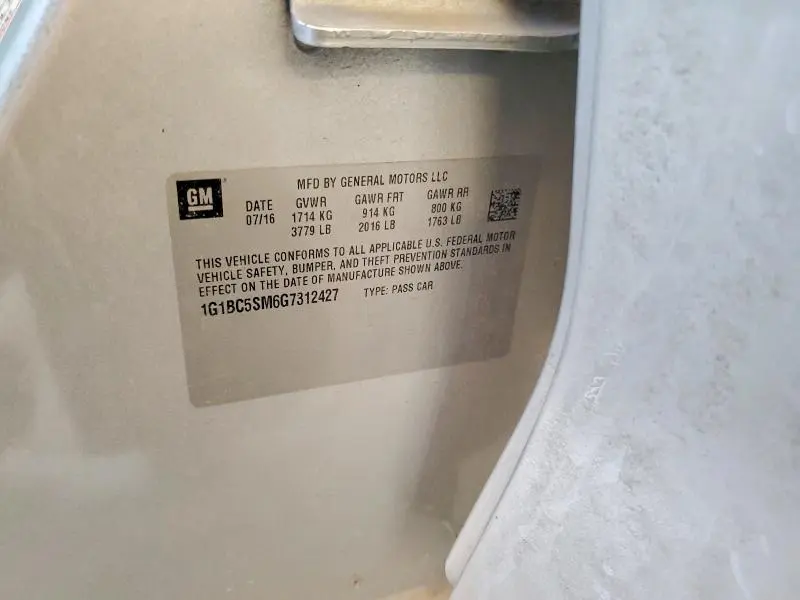 GM
MFD BY GENERAL MOTORS LLC
DATE GVWR GAWR FRT GAWR RR
07/16 1714 KG 914 KG 800 KG
3779 LB 2016 LB 1763 LB
THIS VEHICLE CONFORMS TO ALL APPLICABLE U.S. FEDERAL MOTOR
VEHICLE SAFETY, BUMPER, AND THEFT PREVENTION STANDARDS IN
EFFECT ON THE DATE OF MANUFACTURE SHOWN ABOVE.
1G1BC5SM6G7312427 TYPE: PASS CAR